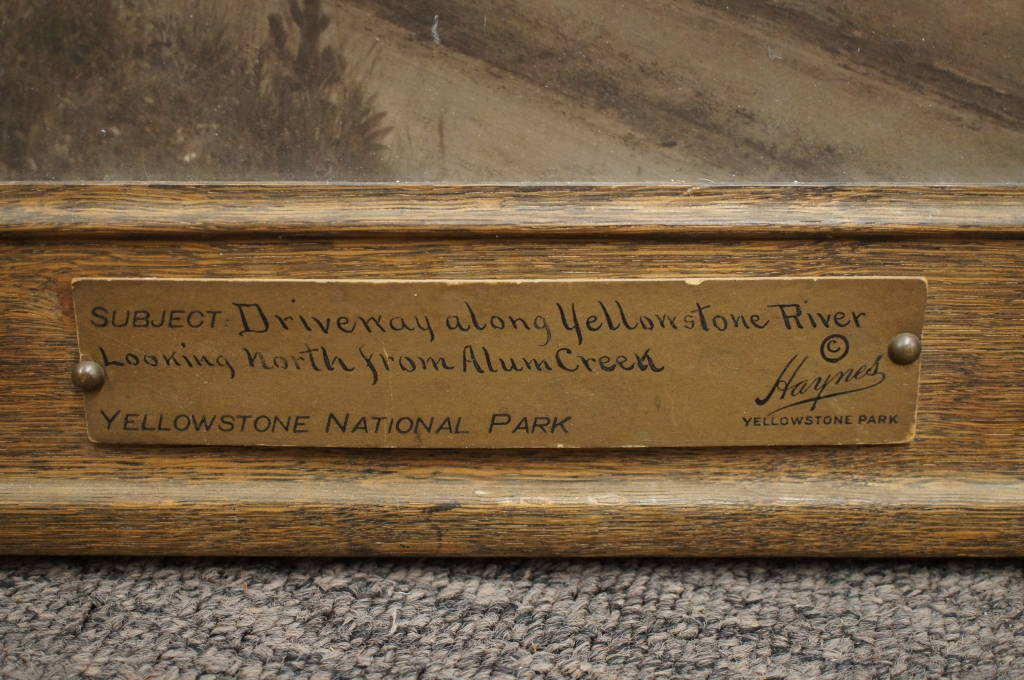 SUBJECT: Driveway along Yellowstone River
Looking North from Alum Creek
©
Haynes
YELLOWSTONE NATIONAL PARK
YELLOWSTONE PARK